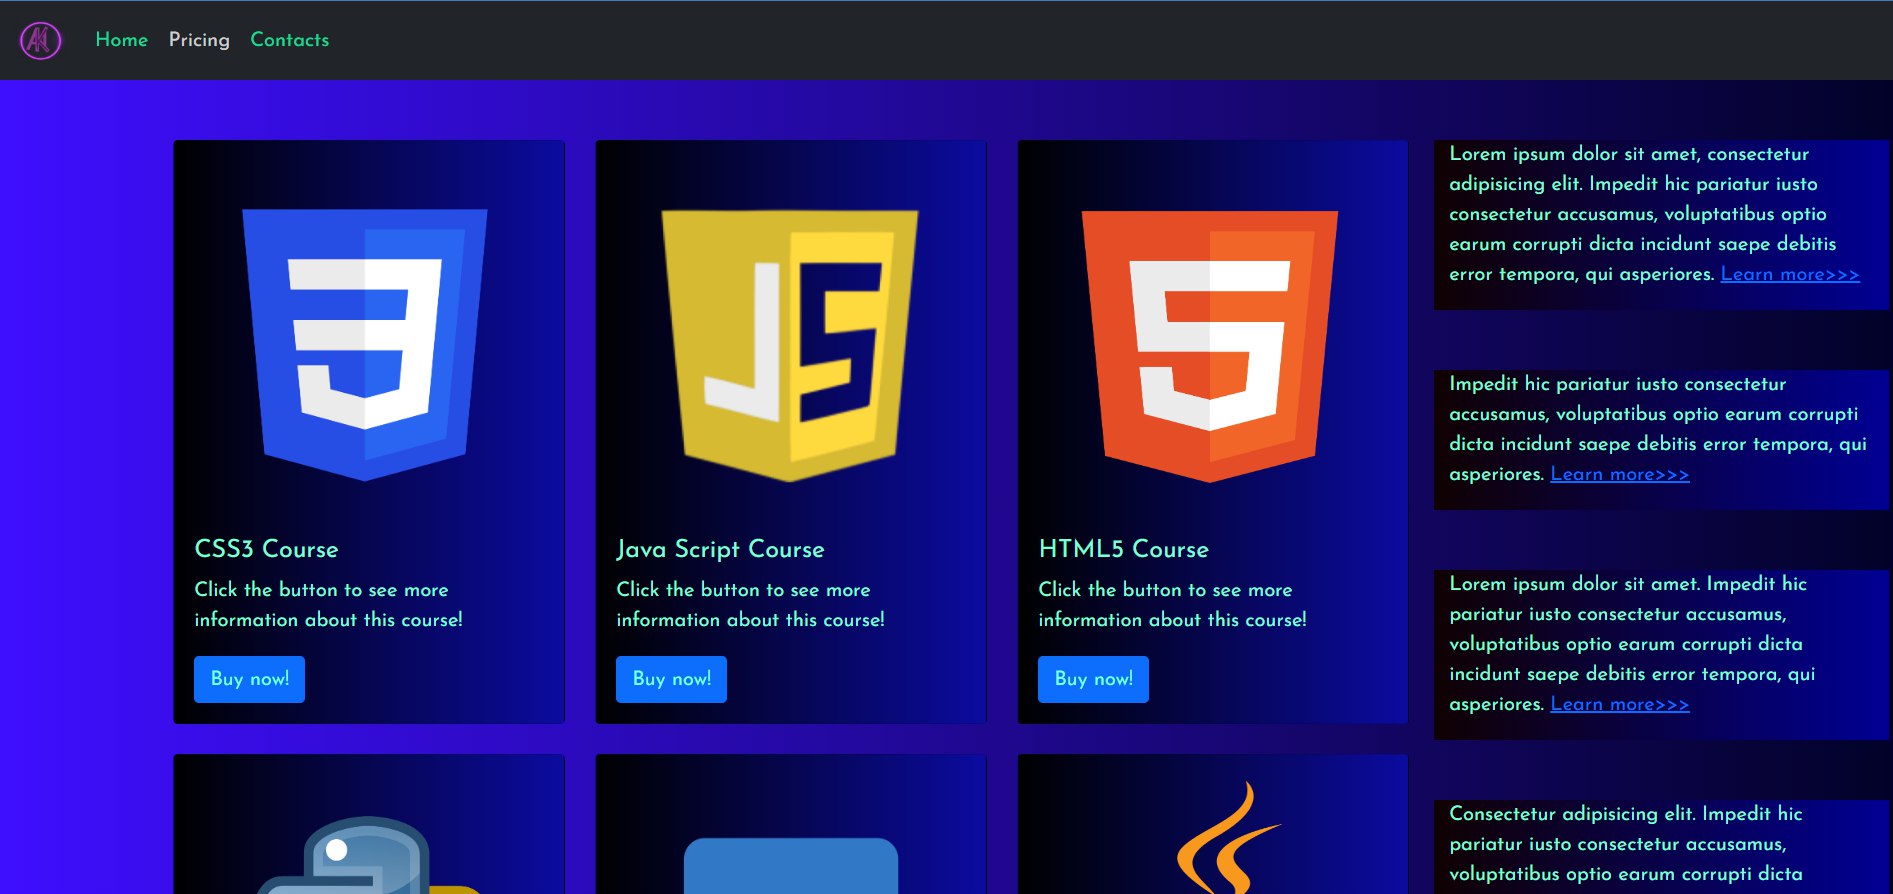 AK
Home Pricing Contacts
CSS3 Course
Click the button to see more
information about this course!
Buy now!
JS
Java Script Course
Click the button to see more
information about this course!
Buy now!
5
HTML5 Course
Click the button to see more
information about this course!
Buy now!
Lorem ipsum dolor sit amet, consectetur
adipisicing elit. Impedit hic pariatur iusto
consectetur accusamus, voluptatibus optio
earum corrupti dicta incidunt saepe debitis
error tempora, qui asperiores. Learn more>>>
Impedit hic pariatur iusto consectetur
accusamus, voluptatibus optio earum corrupti
dicta incidunt saepe debitis error tempora, qui
asperiores. Learn more>>>
Lorem ipsum dolor sit amet. Impedit hic
pariatur iusto consectetur accusamus,
voluptatibus optio earum corrupti dicta
incidunt saepe debitis error tempora, qui
asperiores. Learn more>>>
Consectetur adipisicing elit. Impedit hic
pariatur iusto consectetur accusamus,
voluptatibus optio earum corrupti dicta